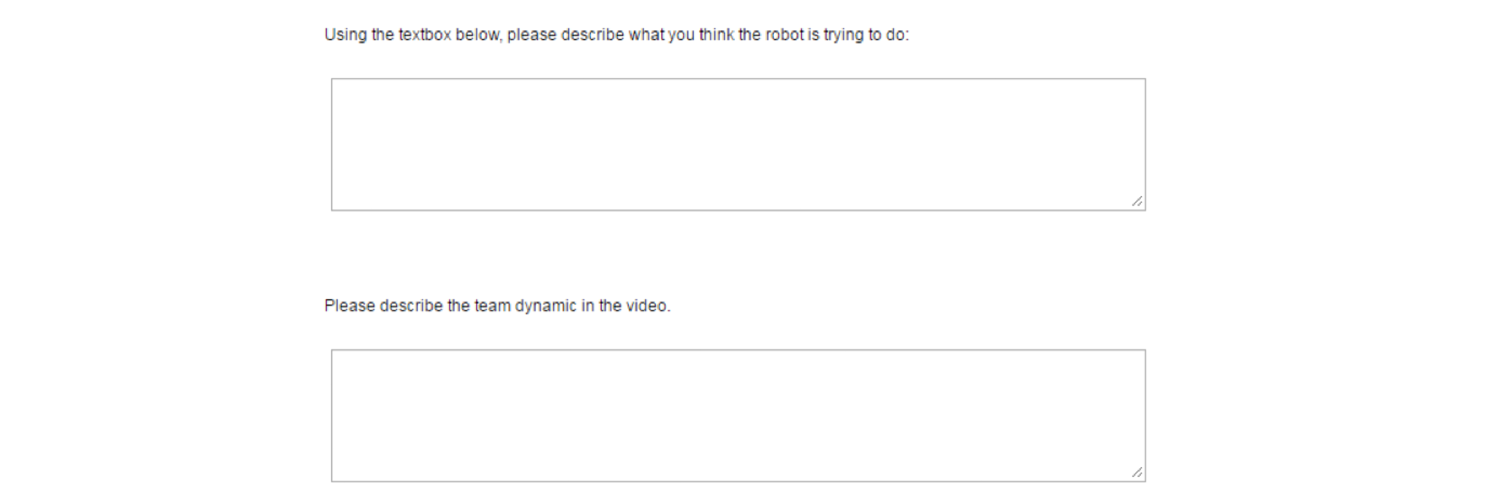 Using the textbox below, please describe what you think the robot is trying to do:
Please describe the team dynamic in the video.